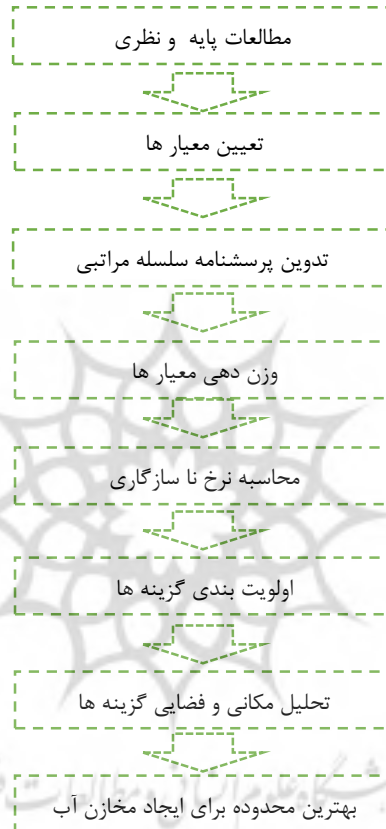 مطالعات پایه و نظری
تعیین معیار ها
تدوین پرسشنامه سلسله مراتبی
وزن دهی معیار ها
محاسبه نرخ نا سازگاری
اولویت بندی گزینه ها
تحلیل مکانی و فضایی گزینه ها
بهترین محدوده برای ایجاد مخازن آب